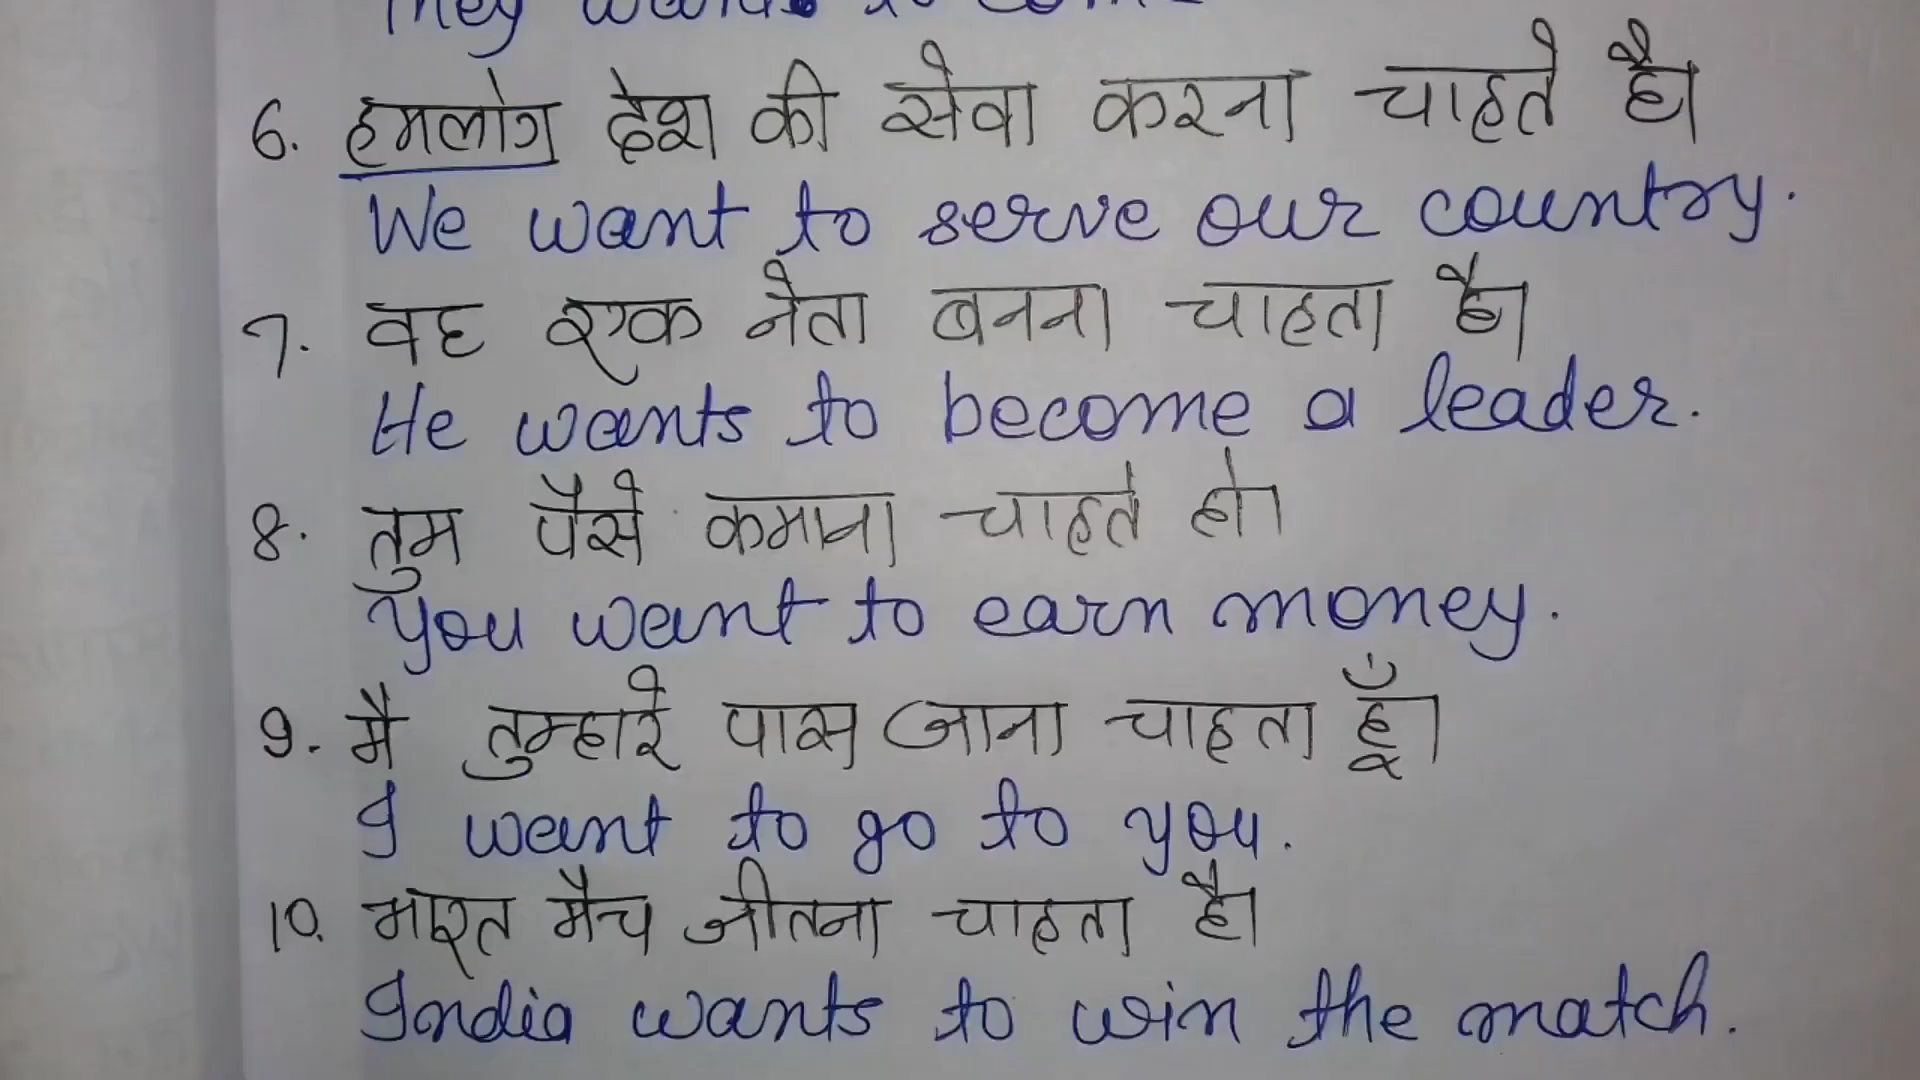 They
6. हमलोग देश की सेवा करना चाहते है।
We want to serve our country.
7. वह एक नेता बनना चाहता है।
He wants to become a leader.
8. तुम पैसे कमाना चाहते हो।
You want to earn money.
9. मै तुम्हारे पास जाना चाहता हूँ।
I want to go to you.
10. भारत मैच जीतना चाहता है।
India wants to win the match.